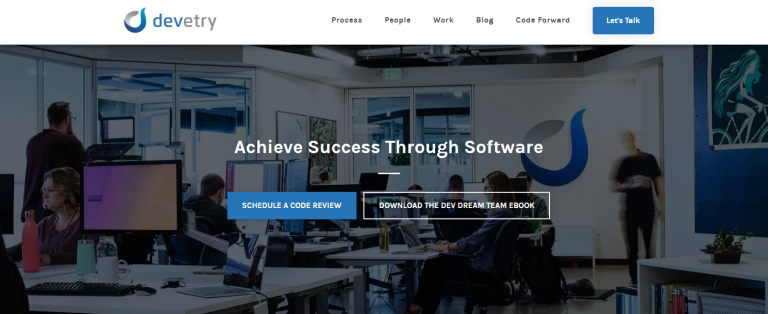 devetry
Process People Work Blog Code Forward Let's Talk
EXIT
Achieve Success Through Software
SCHEDULE A CODE REVIEW DOWNLOAD THE DEV DREAM TEAM EBOOK